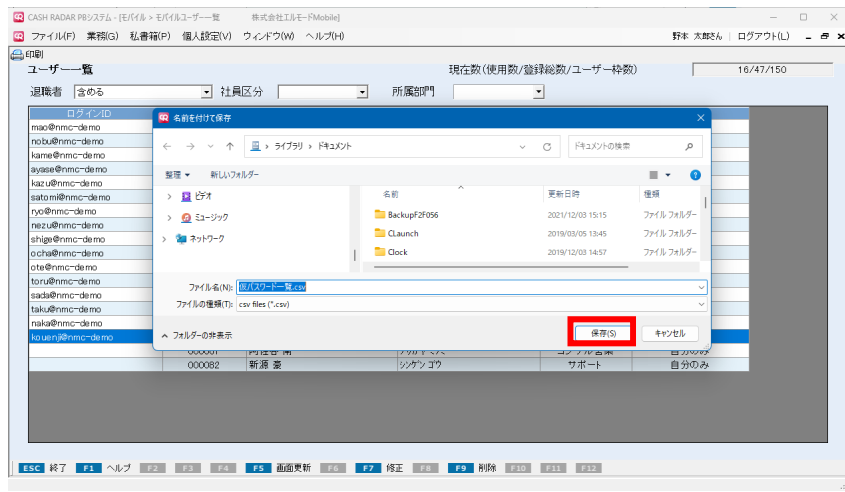 CASH RADAR PBシステム - [モバイル > モバイルユーザー一覧 株式会社エルモードMobile]
ファイル(F) 業務(G) 私書箱(P) 個人設定(V) ウィンドウ(W) ヘルプ(H) 野本 太郎さん ログアウト(L)
印刷
ユーザー一覧 現在数(使用数/登録総数/ユーザー枠数) 16/47/150
退職者 含める 社員区分 所属部門
ログインID
名前を付けて保存
mao@nmc-demo
nobu@nmc-demo
kame@nmc-demo
ayase@nmc-demo
kazu@nmc-demo
satomi@nmc-demo
ryo@nmc-demo
nezu@nmc-demo
shige@nmc-demo
ocha@nmc-demo
ote@nmc-demo
toru@nmc-demo
sada@nmc-demo
taku@nmc-demo
naka@nmc-demo
kouenji@nmc-demo
ライブラリ > ドキュメント ドキュメントの検索
整理 新しいフォルダー
ビデオ
ミュージック
ネットワーク
名前 更新日時 種類
BackupF2F056 2021/12/03 15:15 ファイル フォルダー
CLaunch 2019/03/05 13:45 ファイル フォルダー
Clock 2019/12/03 14:57 ファイル フォルダー
ファイル名(N): 仮パスワード一覧.csv
ファイルの種類(T): csv files (*.csv)
フォルダーの非表示 保存(S) キャンセル
000082 新源 豪 シンゲン ゴウ サポート 自分のみ
ESC 終了 F1 ヘルプ F2 F3 F4 F5 画面更新 F6 F7 修正 F8 F9 削除 F10 F11 F12